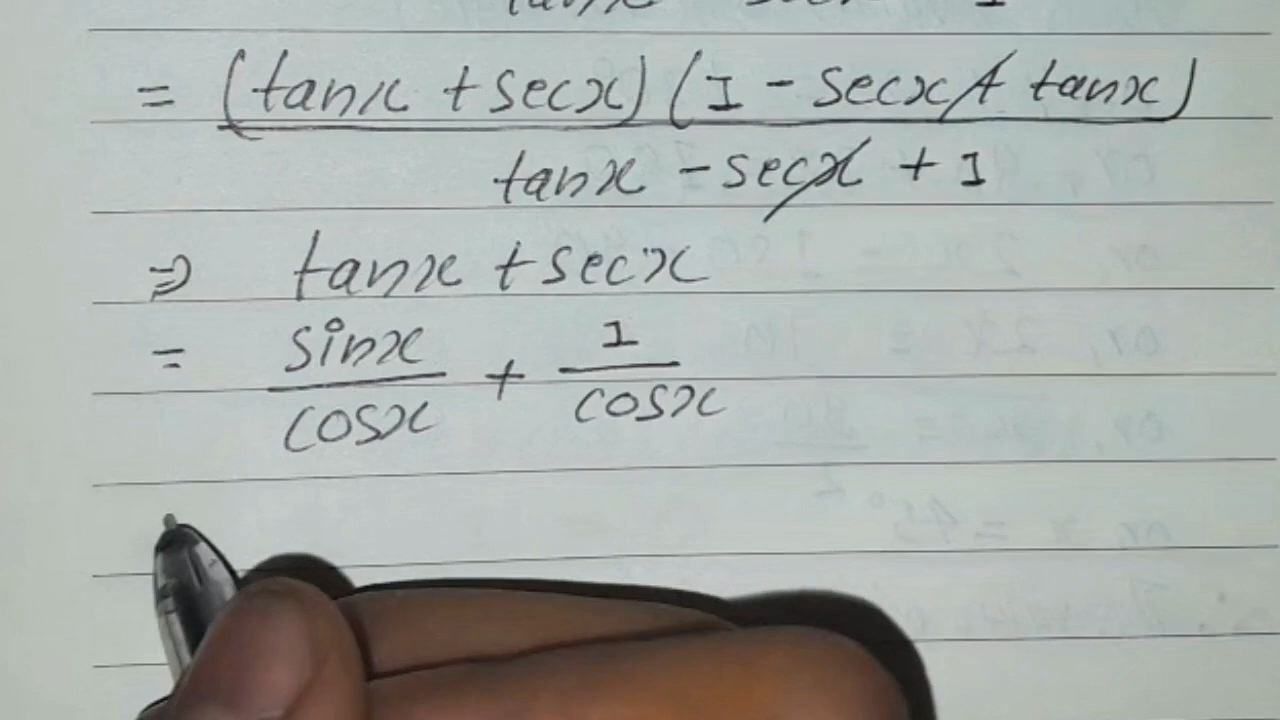 = (tanx + secx) (1 - secx + tanx)
tanx - secx + 1
⇒ tanx + secx
= sinx/cosx + 1/cosx